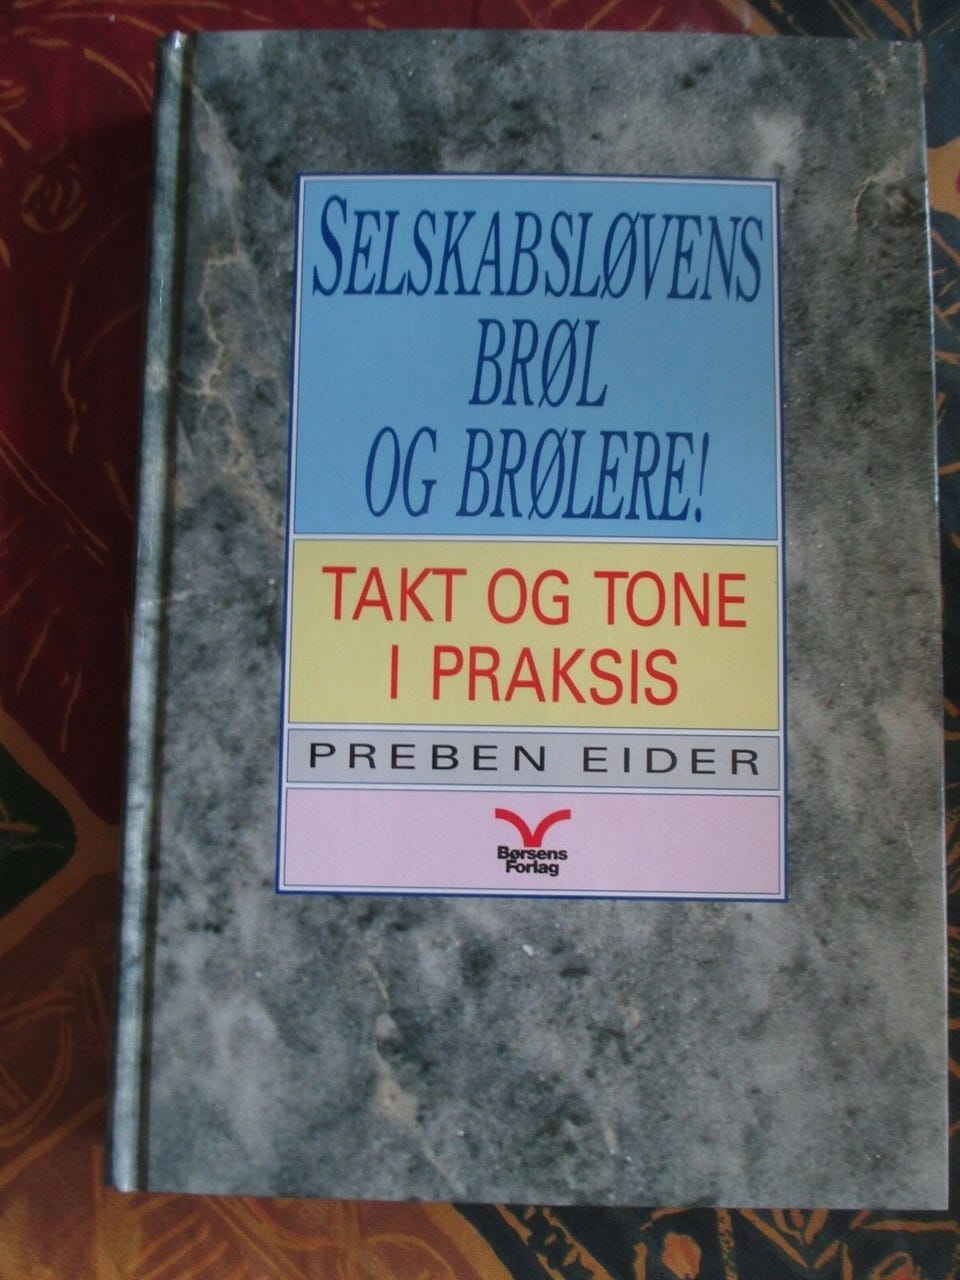 SELSKABSLØVENS
BRØL
OG BRØLERE!
TAKT OG TONE
I PRAKSIS
PREBEN EIDER
Børsens
Forlag